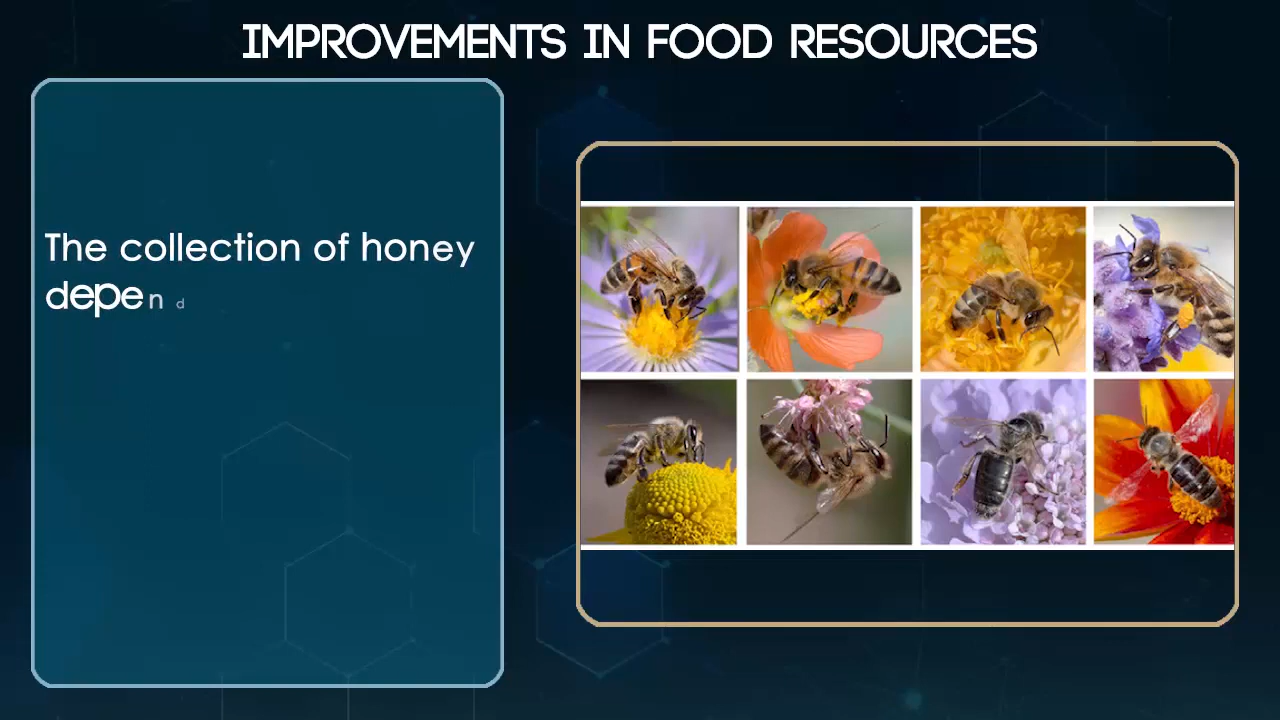 IMPROVEMENTS IN FOOD RESOURCES
The collection of honey
depend